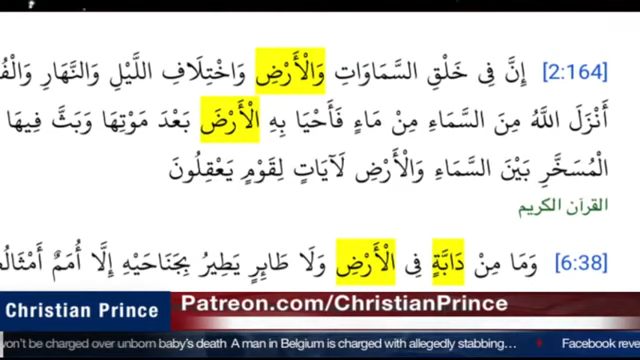 [2:164] إِنَّ فِي خَلْقِ السَّمَاوَاتِ وَالْأَرْضِ وَاخْتِلَافِ اللَّيْلِ وَالنَّهَارِ
أَنْزَلَ اللَّهُ مِنَ السَّمَاءِ مِنْ مَاءٍ فَأَحْيَا بِهِ الْأَرْضَ بَعْدَ مَوْتِهَا وَبَثَّ فِيهَا
الْمُسَخَّرِ بَيْنَ السَّمَاءِ وَالْأَرْضِ لَآيَاتٍ لِقَوْمٍ يَعْقِلُونَ
القرآن الكريم
[6:38] وَمَا مِنْ دَابَّةٍ فِي الْأَرْضِ وَلَا طَائِرٍ يَطِيرُ بِجَنَاحَيْهِ إِلَّا أُمَمٌ
Christian Prince
Patreon.com/ChristianPrince
won't be charged over unborn baby's death A man in Belgium is charged with allegedly stabbing... Facebook